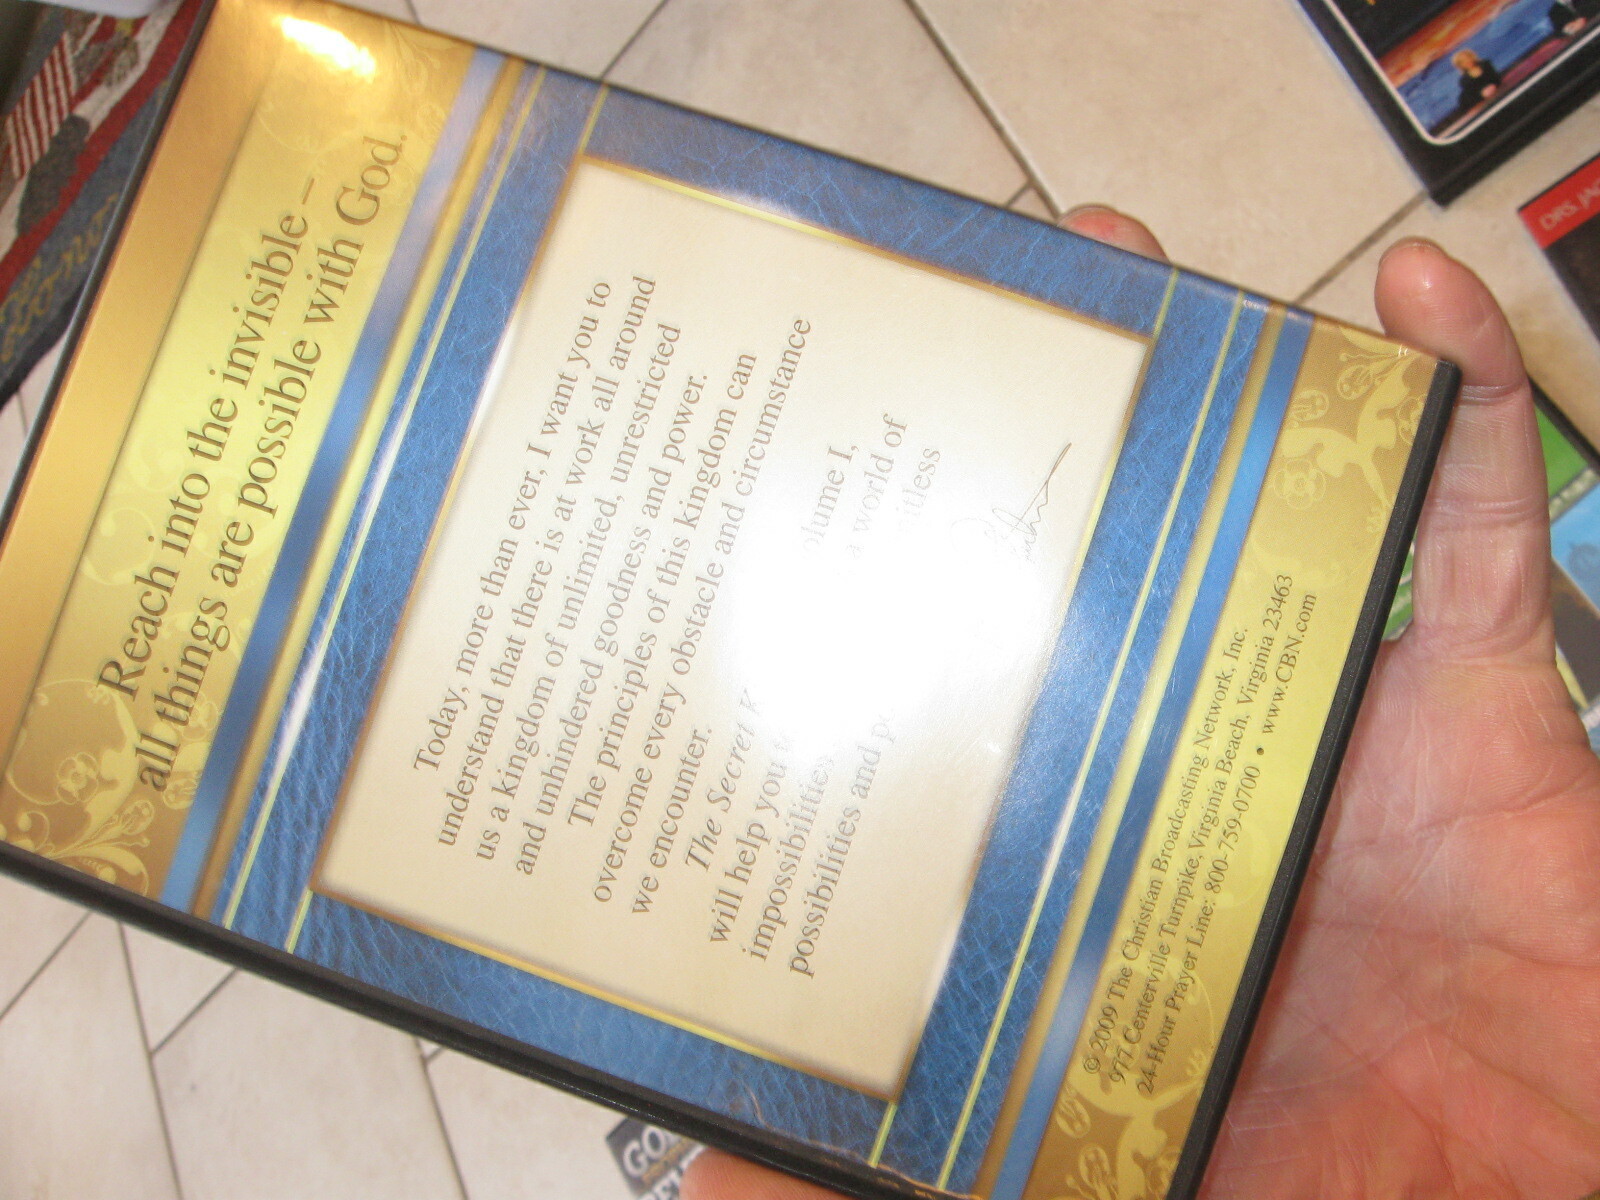 Reach into the invisible –
all things are possible with God.
Today, more than ever, I want you to
understand that there is at work all around
us a kingdom of unlimited, unrestricted
and unhindered goodness and power.
The principles of this kingdom can
overcome every obstacle and circumstance
we encounter.
The Secret
will help you
impossibilities a world of
possibilities and
© 2009 The Christian Broadcasting Network, Inc.
977 Centerville Turnpike, Virginia Beach, Virginia 23463
24-Hour Prayer Line: 800-759-0700 • www.CBN.com
DRS.